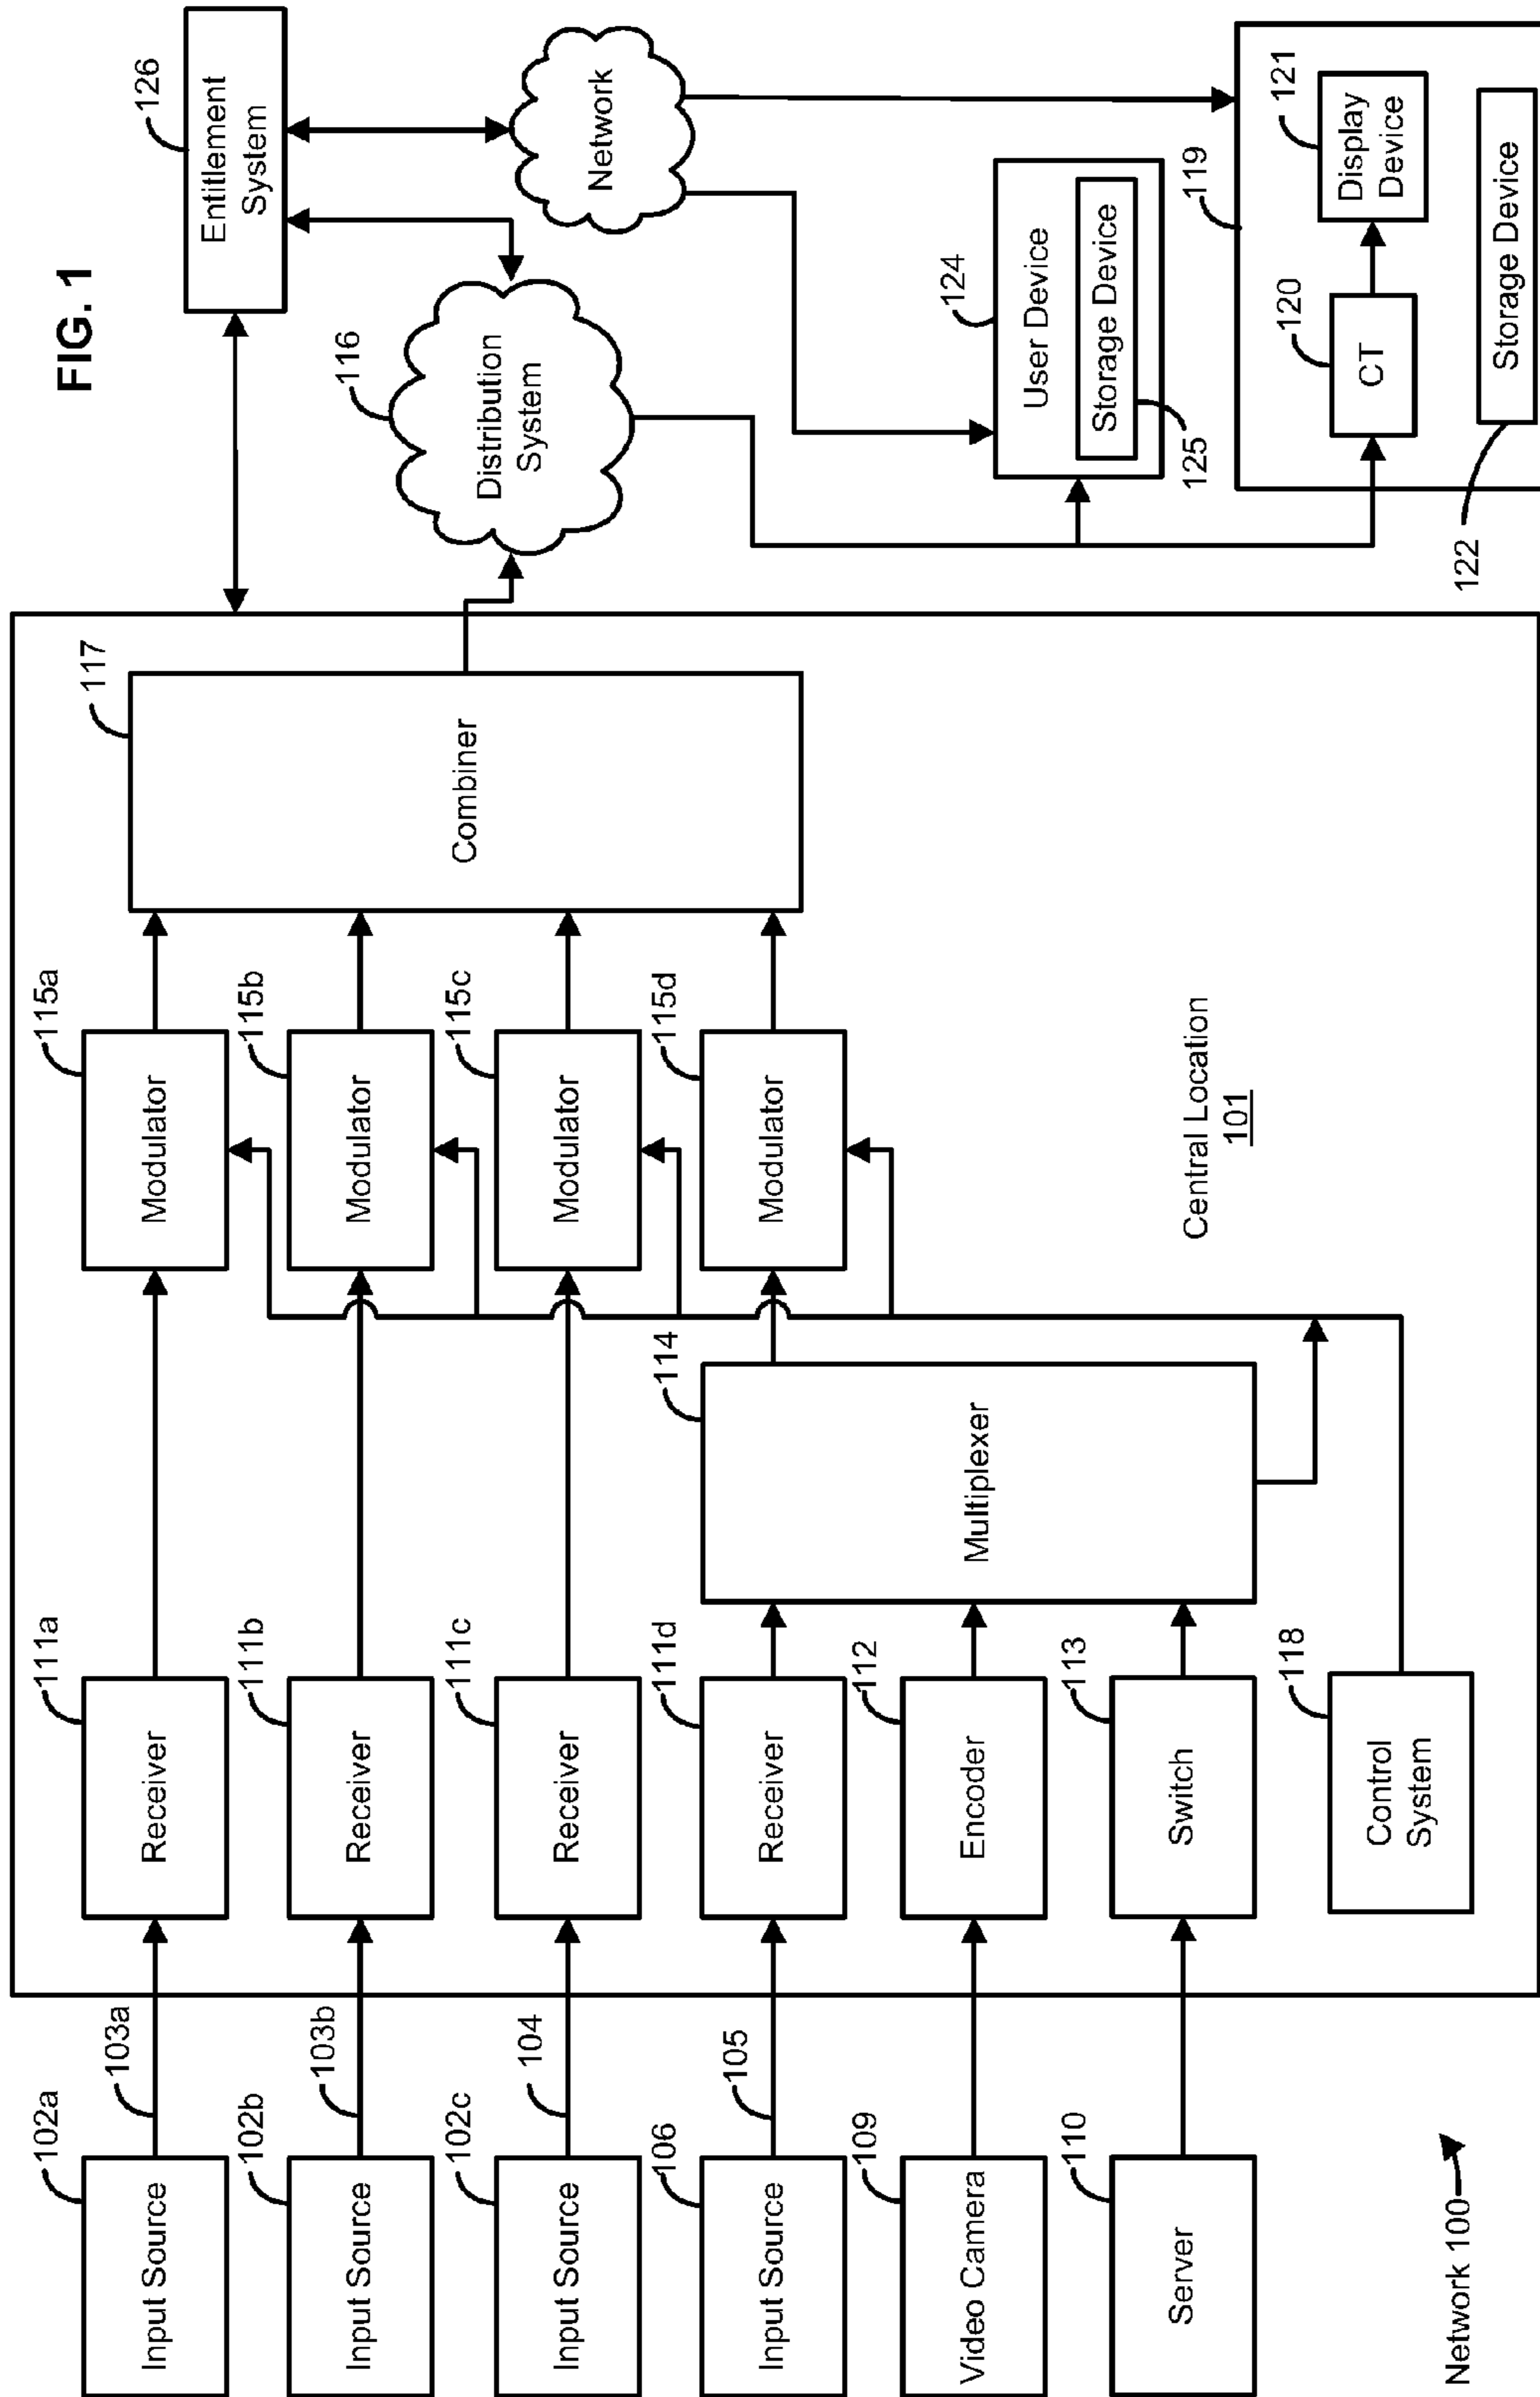 FIG. 1
102a
Input Source
103a
111a
Receiver
115a
Modulator
117
Combiner
126
Entitlement
System
102b
Input Source
103b
111b
Receiver
115b
Modulator
116
Distribution
System
Network
102c
Input Source
104
111c
Receiver
115c
Modulator
106
Input Source
105
111d
Receiver
114
Multiplexer
115d
Modulator
109
Video Camera
112
Encoder
124
User Device
Storage Device
125
110
Server
113
Switch
Central Location
101
118
Control
System
119
120
CT
121
Display
Device
122
Storage Device
Network 100